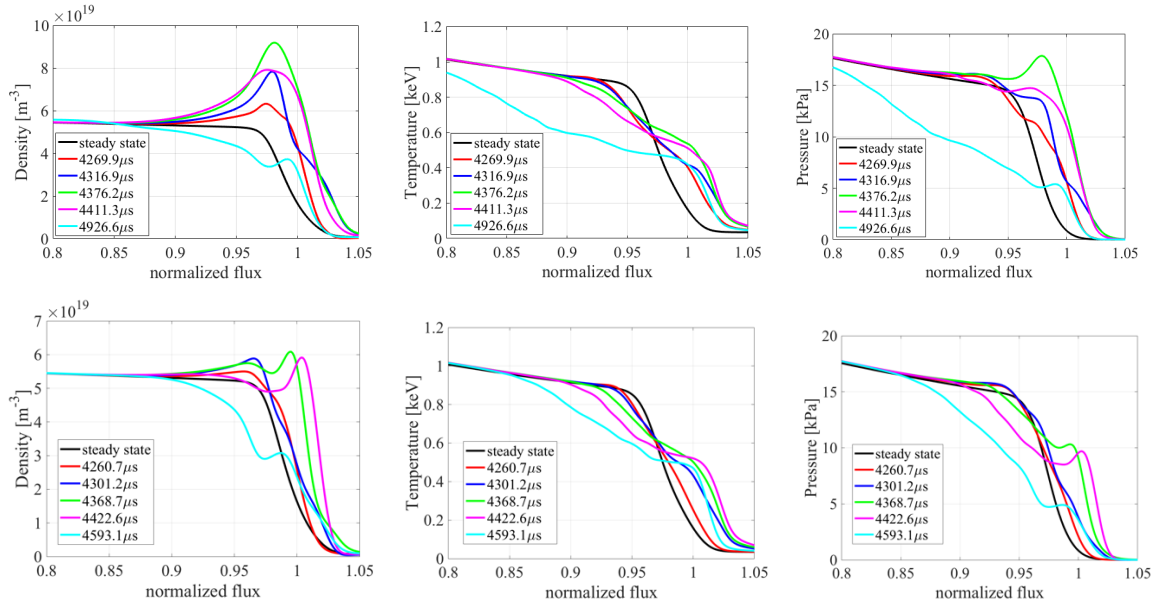 ×10^19
Density [m^-3]
10
8
6
4
2
0
steady state
4269.9μs
4316.9μs
4376.2μs
4411.3μs
4926.6μs
0.8
0.85
0.9
0.95
1
1.05
normalized flux
Temperature [keV]
1.2
1
0.8
0.6
0.4
0.2
0
steady state
4269.9μs
4316.9μs
4376.2μs
4411.3μs
4926.6μs
0.8
0.85
0.9
0.95
1
1.05
normalized flux
Pressure [kPa]
20
15
10
5
0
steady state
4269.9μs
4316.9μs
4376.2μs
4411.3μs
4926.6μs
0.8
0.85
0.9
0.95
1
1.05
normalized flux
×10^19
Density [m^-3]
7
6
5
4
3
2
1
0
steady state
4260.7μs
4301.2μs
4368.7μs
4422.6μs
4593.1μs
0.8
0.85
0.9
0.95
1
1.05
normalized flux
Temperature [keV]
1.2
1
0.8
0.6
0.4
0.2
0
steady state
4260.7μs
4301.2μs
4368.7μs
4422.6μs
4593.1μs
0.8
0.85
0.9
0.95
1
1.05
normalized flux
Pressure [kPa]
20
15
10
5
0
steady state
4260.7μs
4301.2μs
4368.7μs
4422.6μs
4593.1μs
0.8
0.85
0.9
0.95
1
1.05
normalized flux